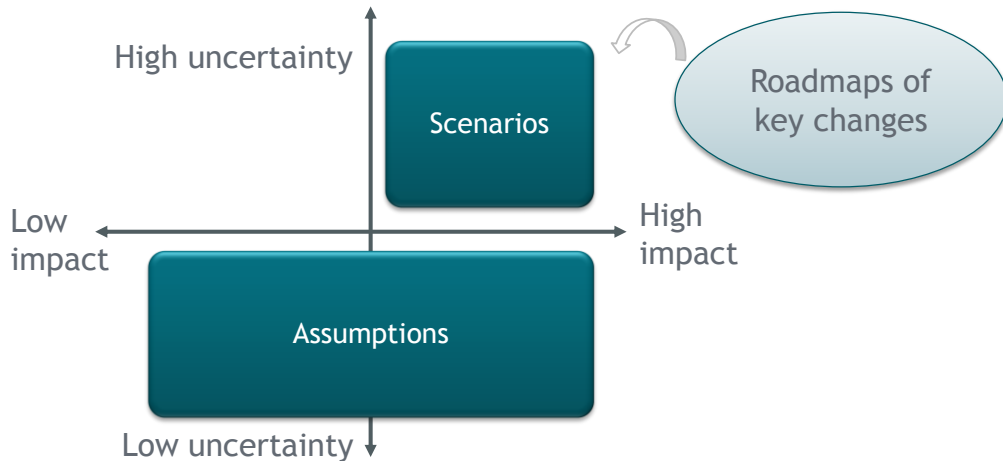 High uncertainty
Scenarios
Roadmaps of
key changes
Low
impact
High
impact
Assumptions
Low uncertainty